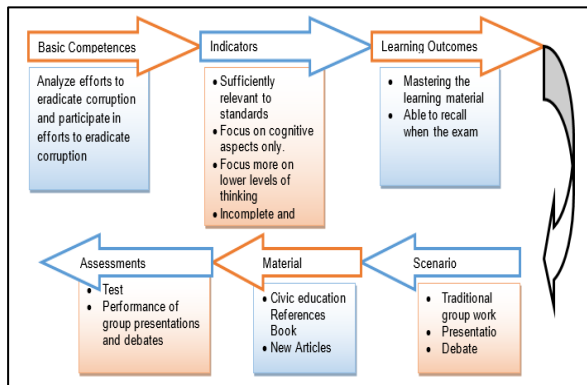 Basic Competences
Indicators
Learning Outcomes
Analyze efforts to
eradicate corruption
and participate in
efforts to eradicate
corruption
• Sufficiently
relevant to
standards
• Focus on cognitive
aspects only.
• Focus more on
lower levels of
thinking
• Incomplete and
• Mastering the
learning material
• Able to recall
when the exam
Assessments
Material
Scenario
• Test
• Performance of
group presentations
and debates
• Civic education
References
Book
• New Articles
• Traditional
group work
• Presentatio
• Debate